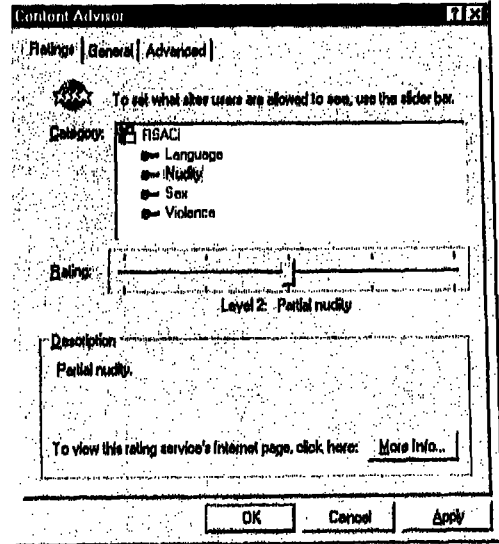 Content Advisor
Ratings General Advanced
To set what sites users are allowed to see, use the slider bar.
Category:
RSACi
Language
Nudity
Sex
Violence
Rating:
Level 2: Partial nudity
Description
Partial nudity.
To view this rating service's Internet page, click here: More Info...
OK Cancel Apply